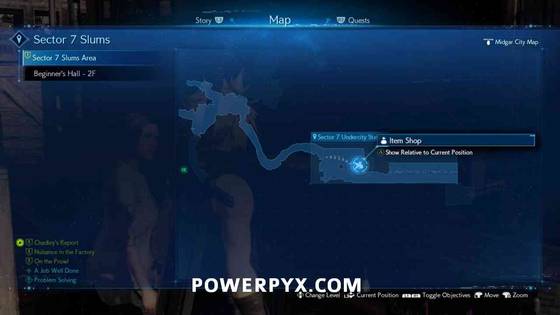 Story Map Quests
Sector 7 Slums
Midgar City Map
Sector 7 Slums Area
Beginner's Hall - 2F
Sector 7 Undercity Sta
Item Shop
Show Relative to Current Position
Chadley's Report
Nuisance in the Factory
On the Prowl
A Job Well Done
Problem Solving
POWERPYX.COM
Change Level Current Position Toggle Objectives Move Zoom